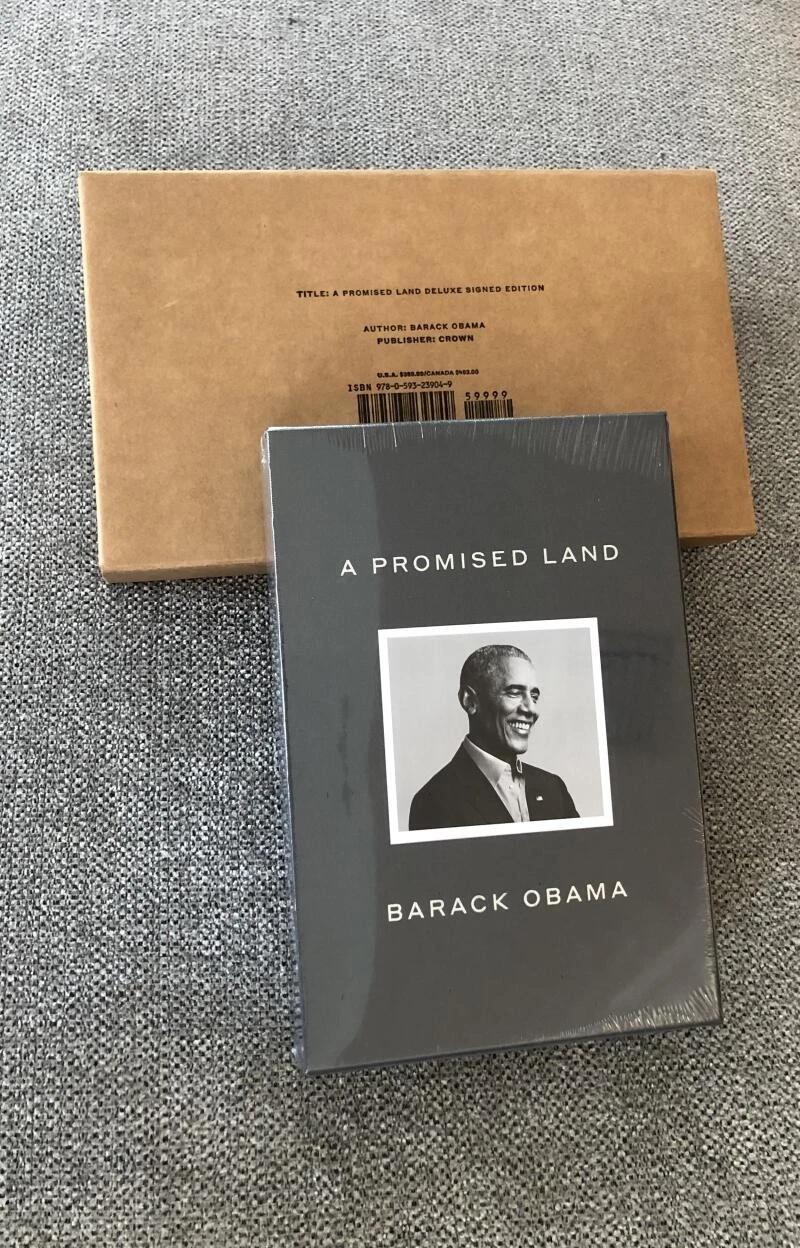 TITLE: A PROMISED LAND DELUXE SIGNED EDITION
AUTHOR: BARACK OBAMA
PUBLISHER: CROWN
ISBN 978-0-593-23904-9
59999
A PROMISED LAND
BARACK OBAMA